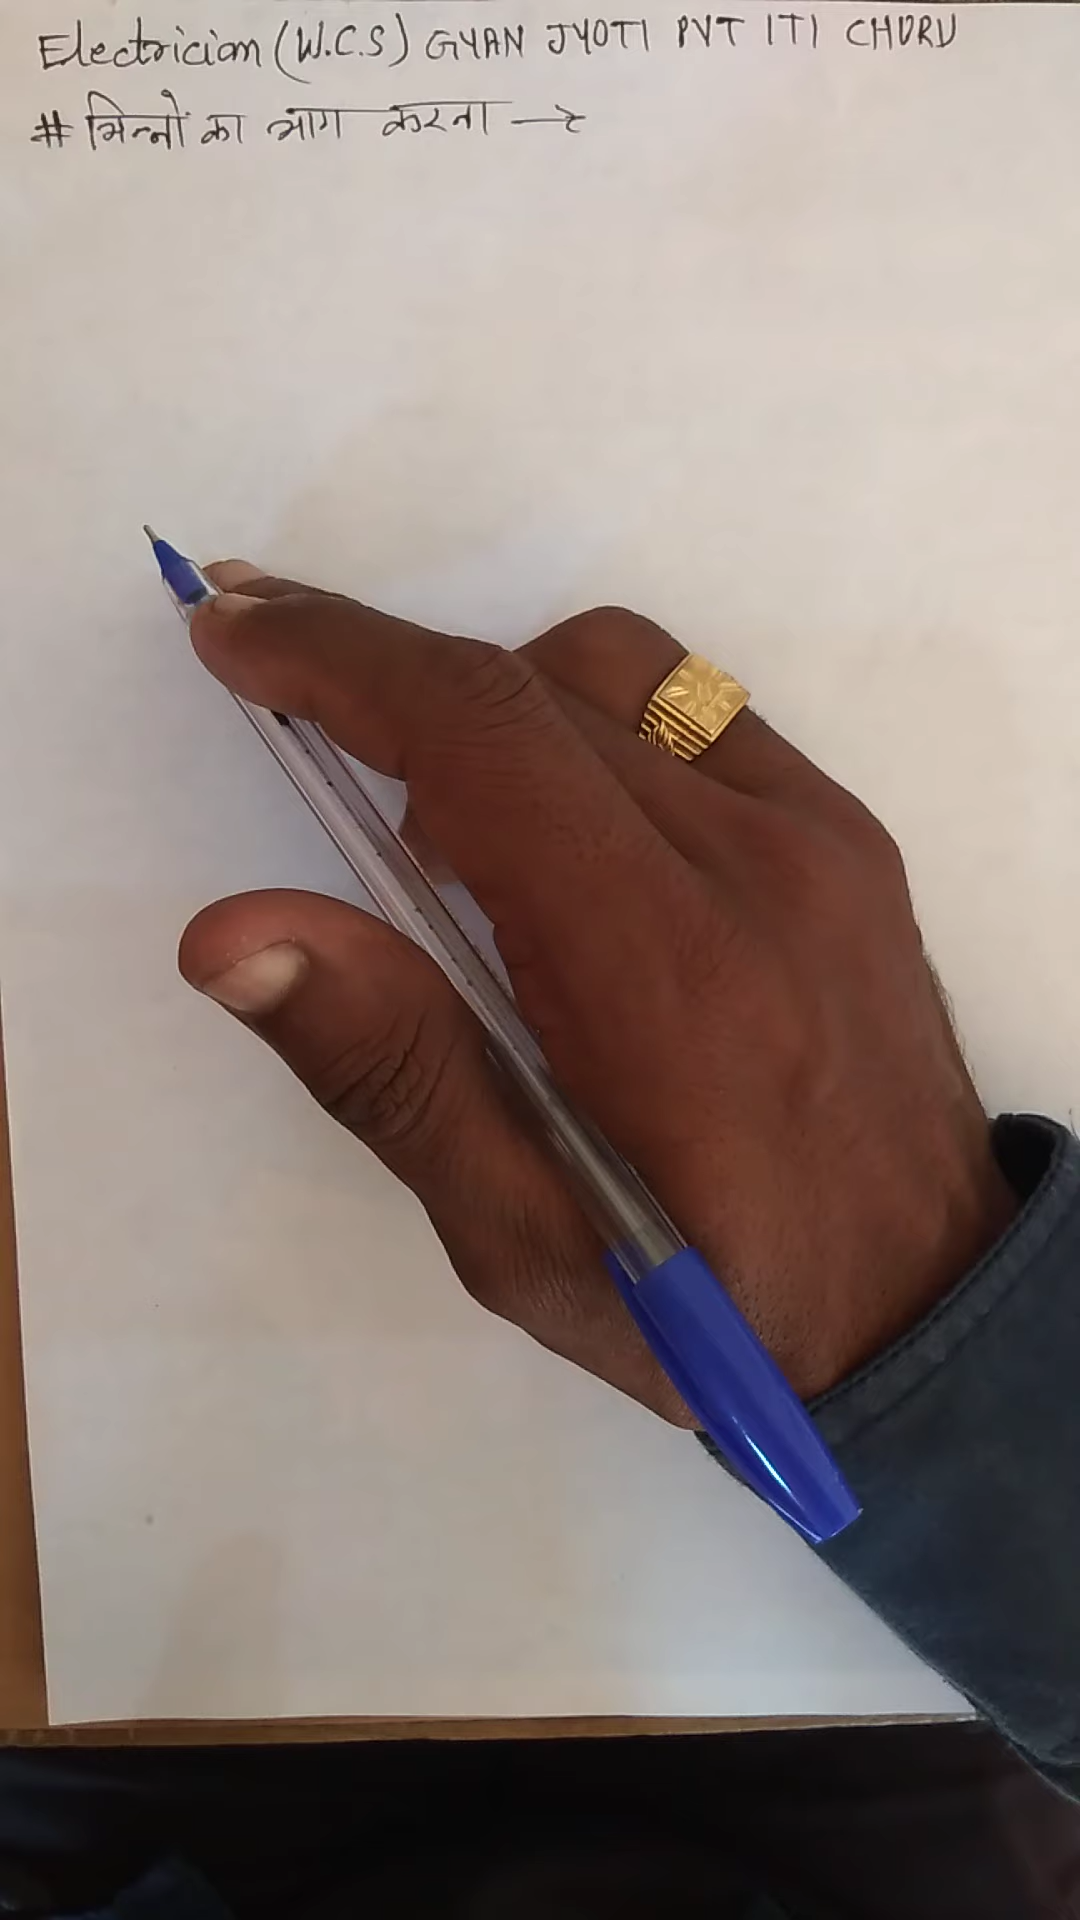 Electrician (W.C.S) GYAN JYOTI PVT ITI CHURU
# भिन्नों का भाग करना →